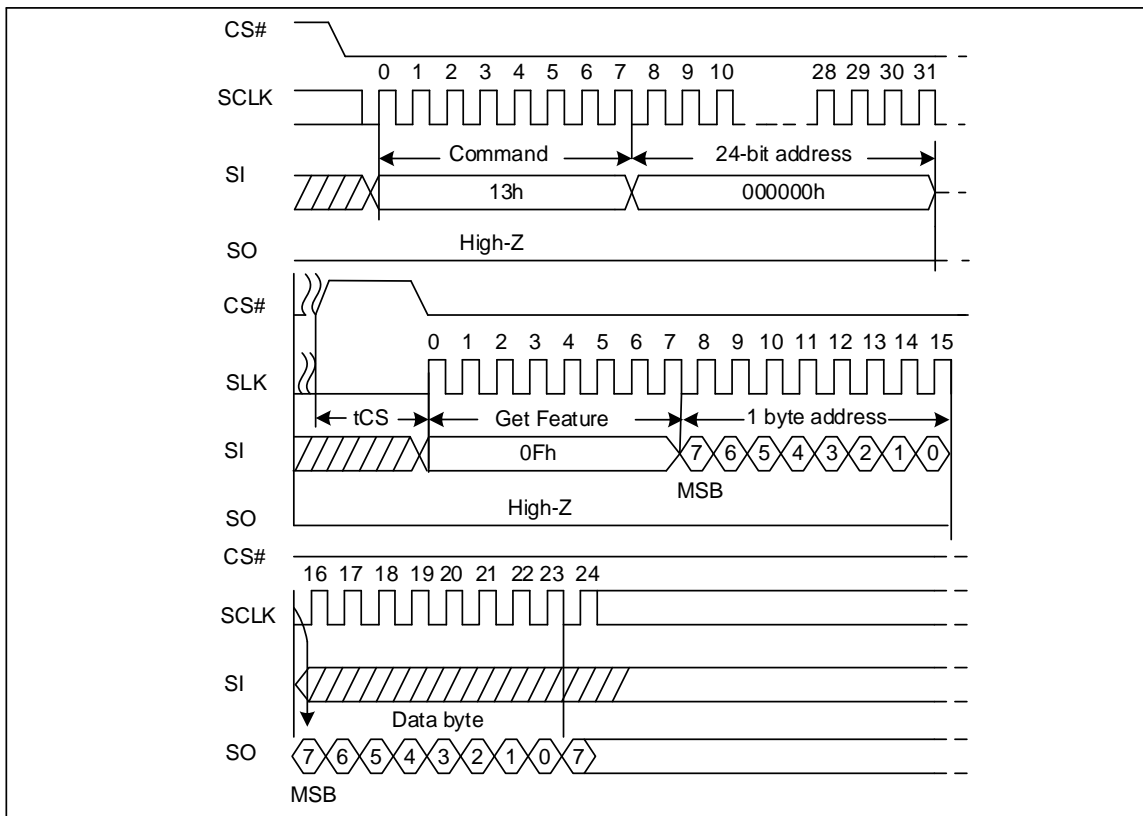 CS#
0 1 2 3 4 5 6 7 8 9 10 28 29 30 31
SCLK
Command 24-bit address
SI
13h 000000h
SO High-Z
CS#
0 1 2 3 4 5 6 7 8 9 10 11 12 13 14 15
SLK
tCS Get Feature 1 byte address
SI 0Fh 7 6 5 4 3 2 1 0
MSB
SO High-Z
CS#
16 17 18 19 20 21 22 23 24
SCLK
SI
Data byte
SO 7 6 5 4 3 2 1 0 7
MSB